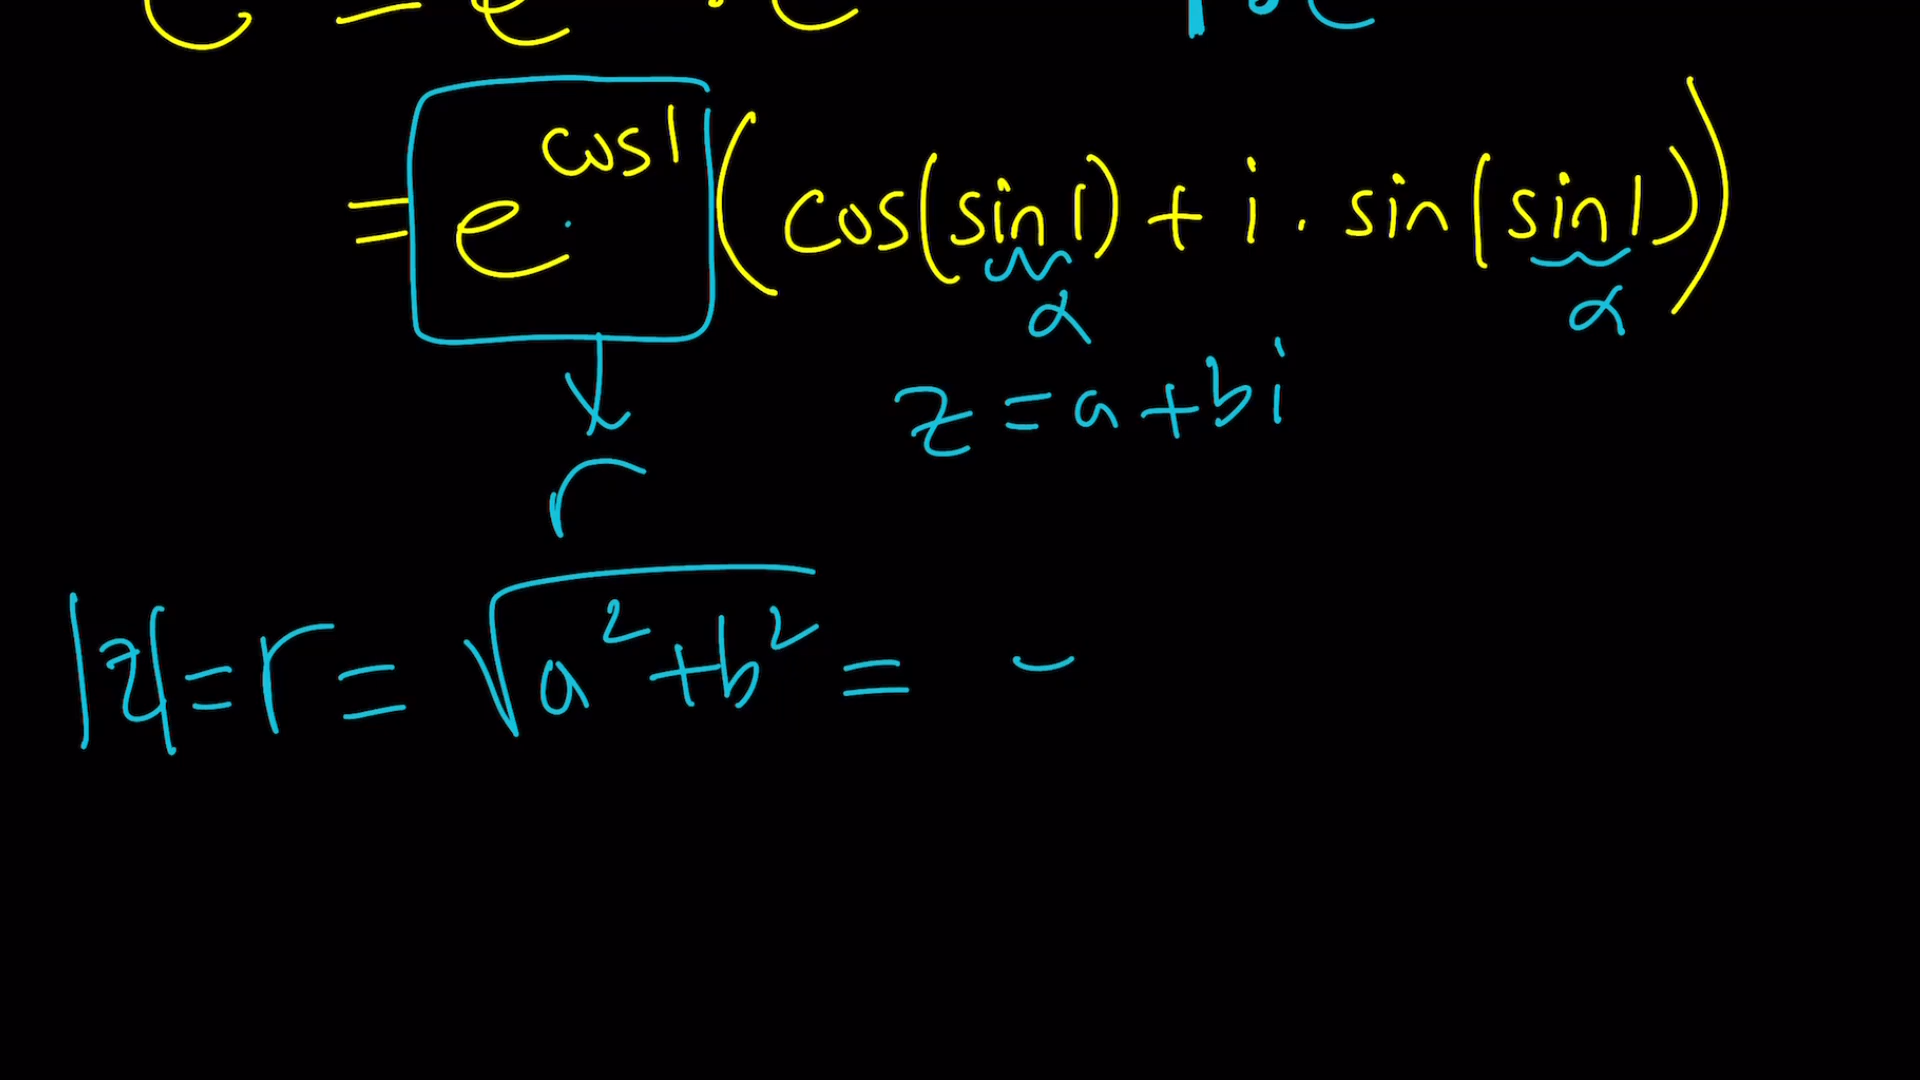 = e^{cos1} (cos(sin1) + i · sin(sin1))
α α
z = a + bi
r
|z| = r = √(a² + b²) =